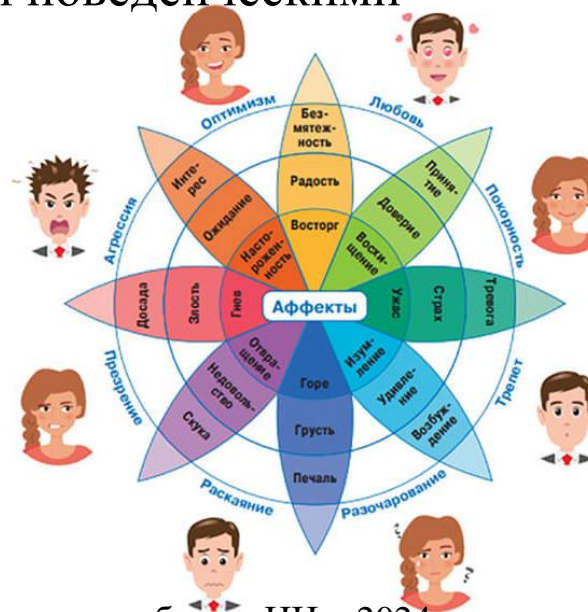 поведенческими
Оптимизм
Любовь
Без-
мятеж-
ность
Радость
Восторг
Инте-
рес
Ожидание
Насто-
рожен-
ность
Приня-
тие
Доверие
Восхи-
щение
Агрессия
Покорность
Досада
Злость
Гнев
Аффекты
Ужас
Страх
Тревога
Отвра-
щение
Недоволь-
ство
Скука
Горе
Грусть
Печаль
Изум-
ление
Удивле-
ние
Возбуж-
дение
Презрение
Трепет
Раскаяние
Разочарование
2024